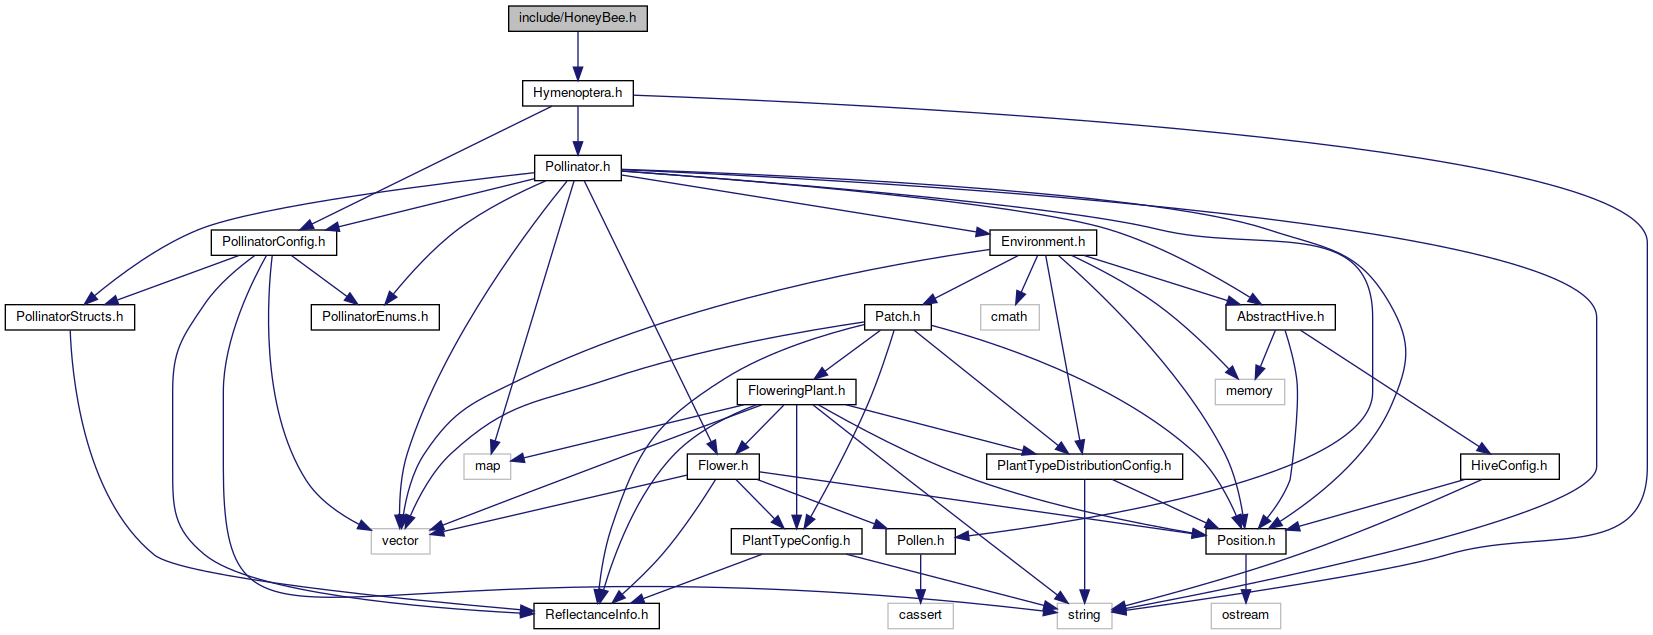 include/HoneyBee.h
Hymenoptera.h
Pollinator.h
PollinatorConfig.h
Environment.h
PollinatorStructs.h
PollinatorEnums.h
Patch.h
cmath
AbstractHive.h
FloweringPlant.h
memory
map
Flower.h
PlantTypeDistributionConfig.h
HiveConfig.h
vector
PlantTypeConfig.h
Pollen.h
Position.h
ReflectanceInfo.h
cassert
string
ostream